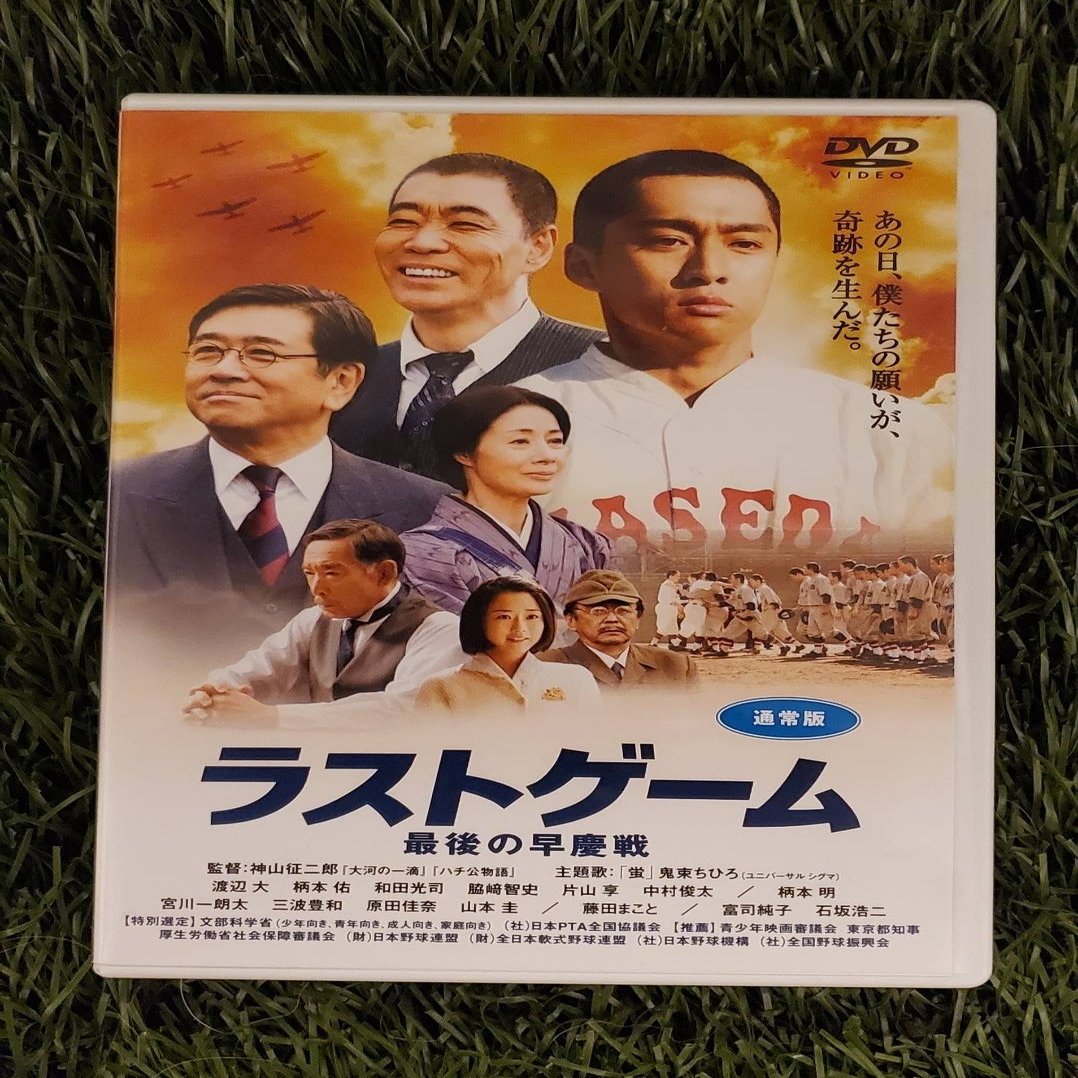 DVD
VIDEO
あの日、僕たちの願いが、
奇跡を生んだ。
WASEDA
通常版
ラストゲーム
最後の早慶戦
監督：神山征二郎「大河の一滴」「ハチ公物語」 主題歌：「蛍」鬼束ちひろ（ユニバーサル シグマ）
渡辺 大 柄本 佑 和田光司 脇﨑智史 片山 享 中村俊太 ／ 柄本 明
宮川一朗太 三波豊和 原田佳奈 山本 圭 ／ 藤田まこと ／ 富司純子 石坂浩二
【特別選定】文部科学省（少年向き、青年向き、成人向き、家庭向き）（社）日本PTA全国協議会 【推薦】青少年映画審議会 東京都知事
厚生労働省社会保障審議会 （財）日本野球連盟 （財）全日本軟式野球連盟 （社）日本野球機構 （社）全国野球振興会